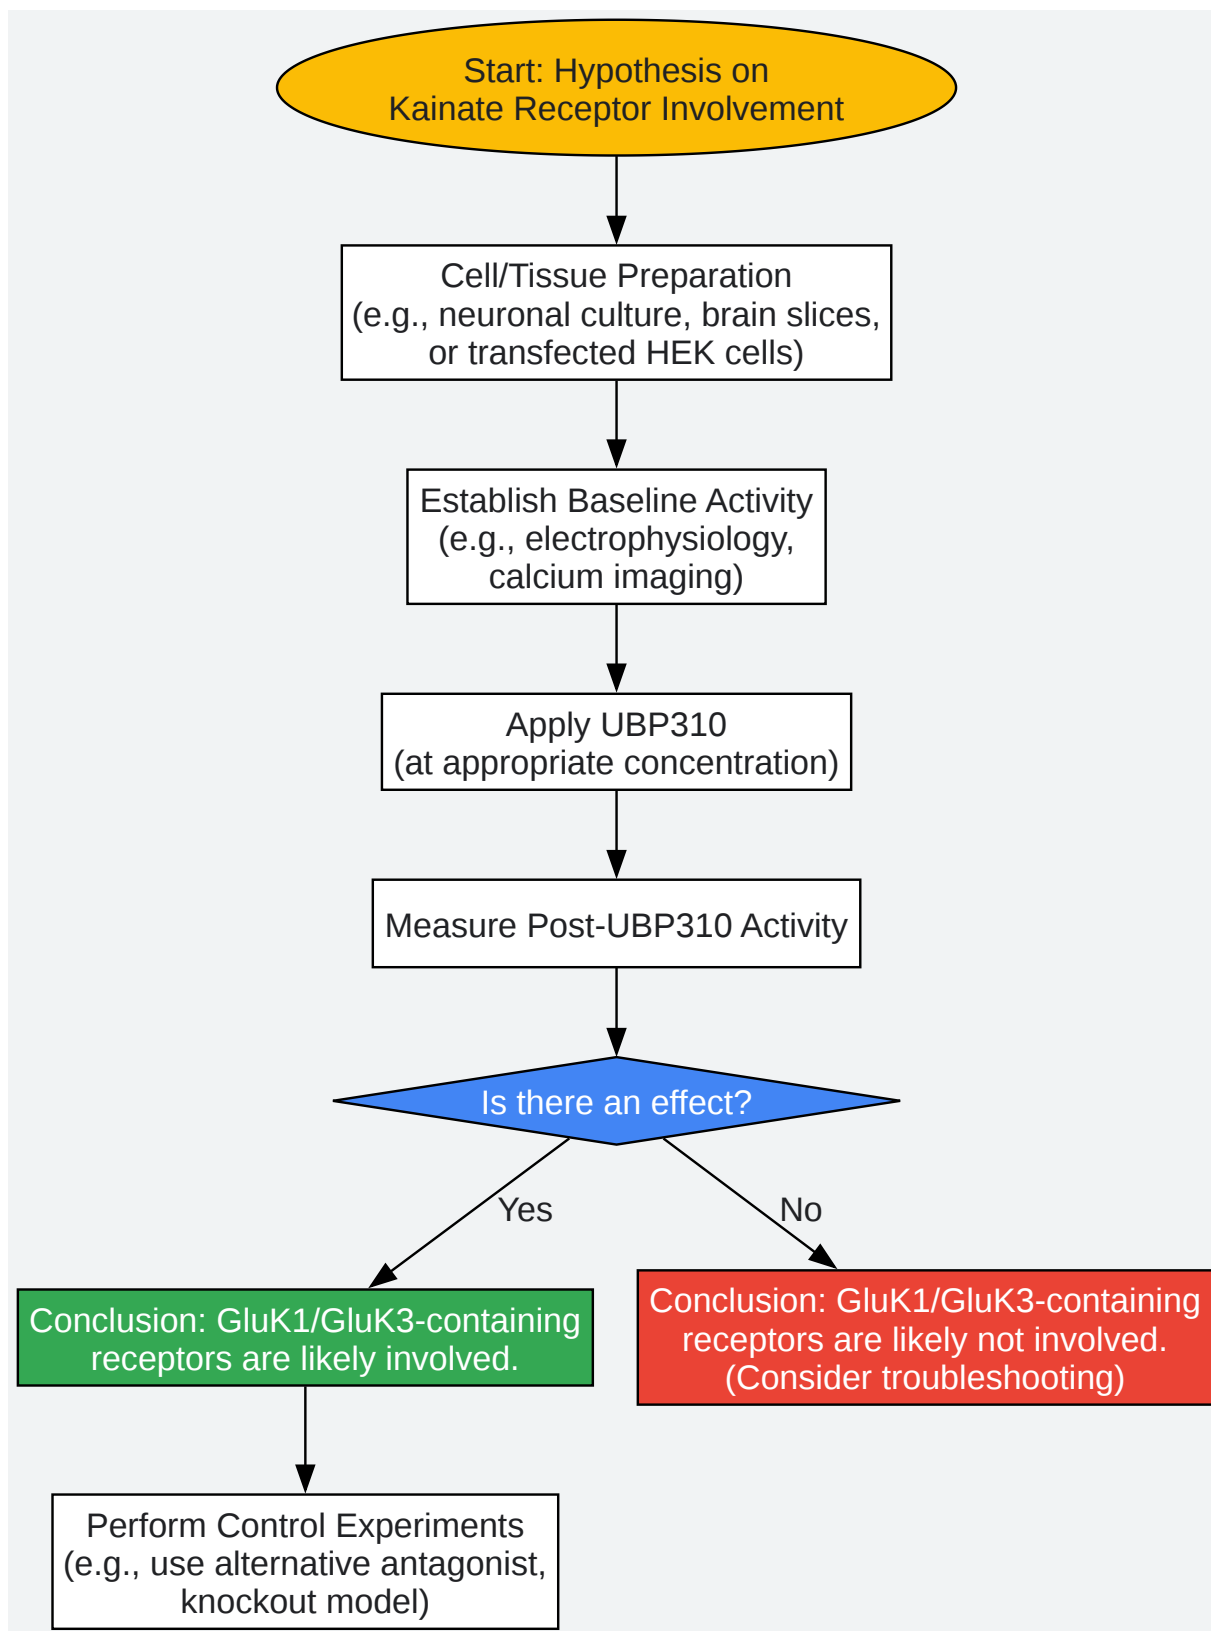 Start: Hypothesis on
Kainate Receptor Involvement
Cell/Tissue Preparation
(e.g., neuronal culture, brain slices,
or transfected HEK cells)
Establish Baseline Activity
(e.g., electrophysiology,
calcium imaging)
Apply UBP310
(at appropriate concentration)
Measure Post-UBP310 Activity
Is there an effect?
Yes
No
Conclusion: GluK1/GluK3-containing
receptors are likely involved.
Conclusion: GluK1/GluK3-containing
receptors are likely not involved.
(Consider troubleshooting)
Perform Control Experiments
(e.g., use alternative antagonist,
knockout model)